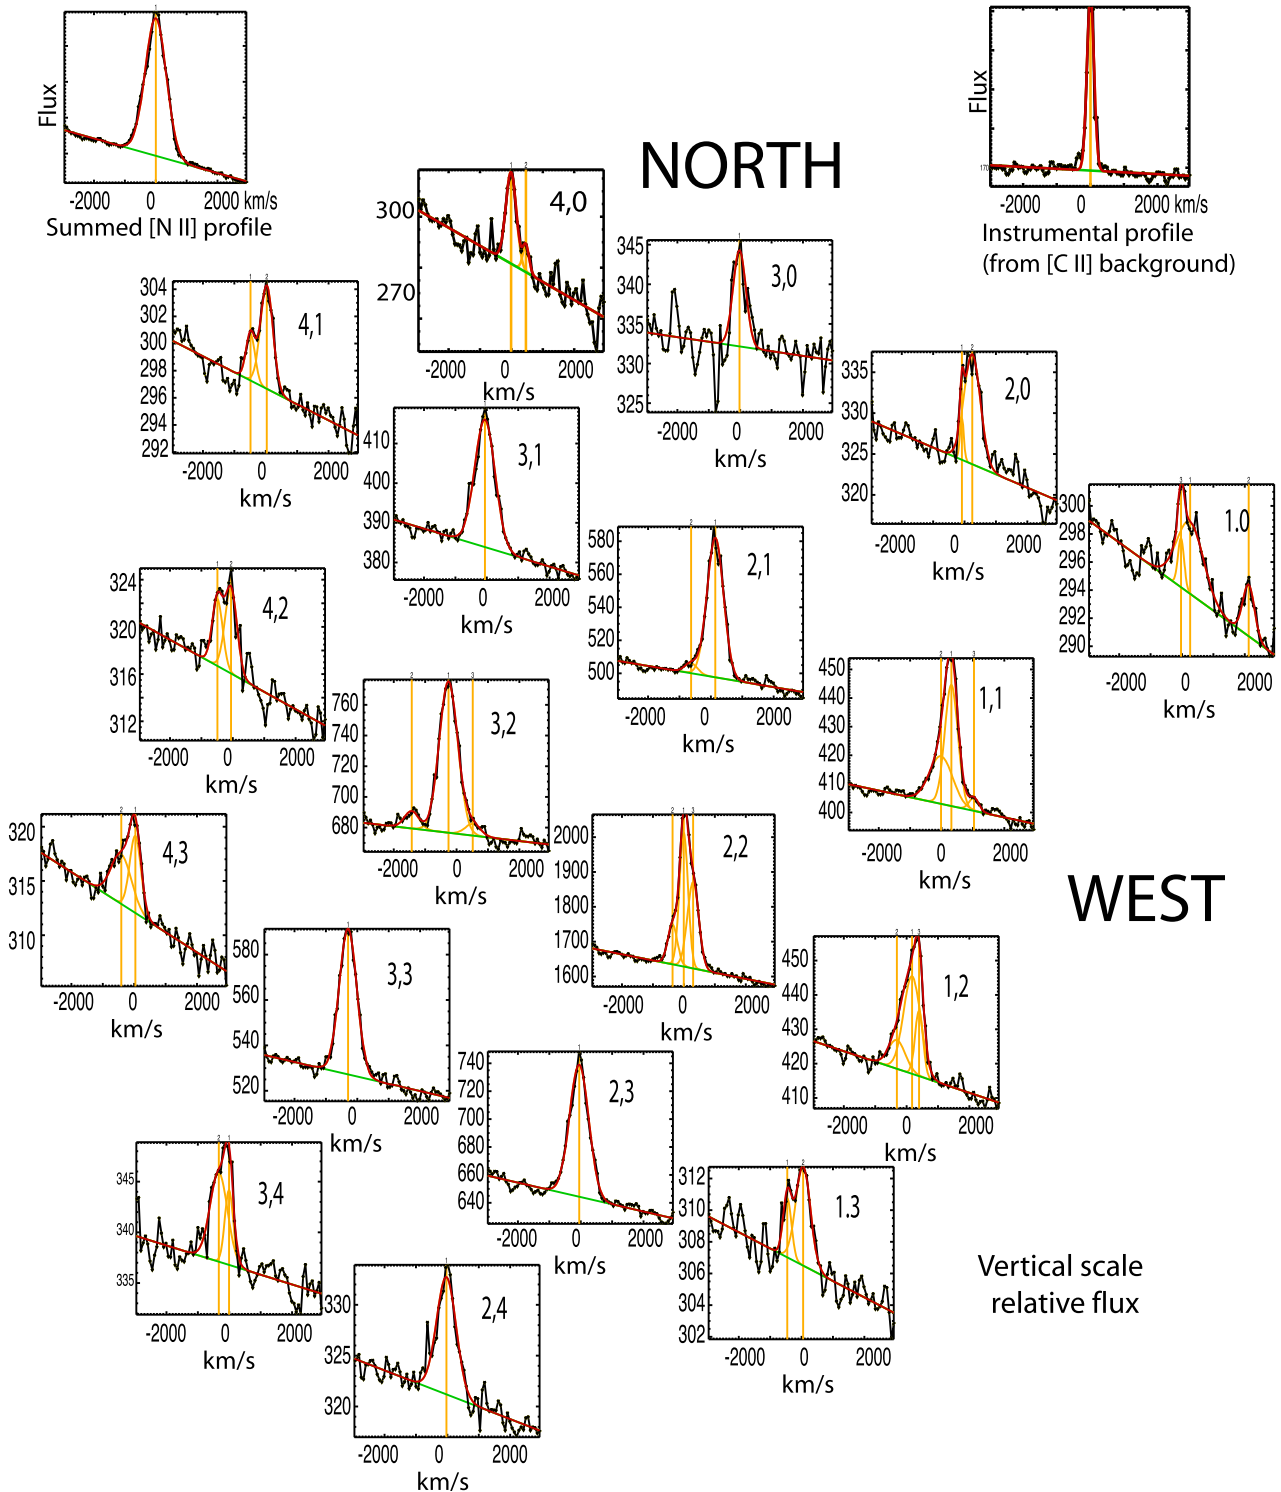 Flux
-2000 0 2000 km/s
Summed [N II] profile
Flux
170
-2000 0 2000 km/s
Instrumental profile
(from [C II] background)
NORTH
4,0
300
270
-2000 0 2000
km/s
3,0
345
340
335
330
325
-2000 0 2000
km/s
4,1
304
302
300
298
296
294
292
-2000 0 2000
km/s
2,0
335
330
325
320
-2000 0 2000
km/s
3,1
410
400
390
380
-2000 0 2000
km/s
1.0
300
298
296
294
292
290
-2000 0 2000
km/s
2,1
580
560
540
520
500
-2000 0 2000
km/s
4,2
324
320
316
312
-2000 0 2000
km/s
1,1
450
440
430
420
410
400
-2000 0 2000
km/s
3,2
760
740
720
700
680
-2000 0 2000
km/s
4,3
320
315
310
-2000 0 2000
km/s
2,2
2000
1900
1800
1700
1600
-2000 0 2000
km/s
WEST
3,3
580
560
540
520
-2000 0 2000
km/s
1,2
450
440
430
420
410
-2000 0 2000
km/s
2,3
740
720
700
680
660
640
-2000 0 2000
km/s
3,4
345
340
335
-2000 0 2000
km/s
1.3
312
310
308
306
304
302
-2000 0 2000
km/s
2,4
330
325
320
-2000 0 2000
km/s
Vertical scale
relative flux